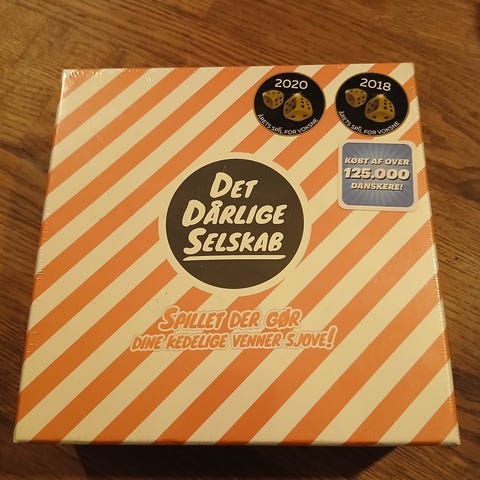 2020
ÅRETS SPIL FOR VOKSNE
2018
ÅRETS SPIL FOR VOKSNE
KØBT AF OVER
125.000
DANSKERE!
DET
DÅRLIGE
SELSKAB
SPILLET DER GØR
DINE KEDELIGE VENNER SJOVE!